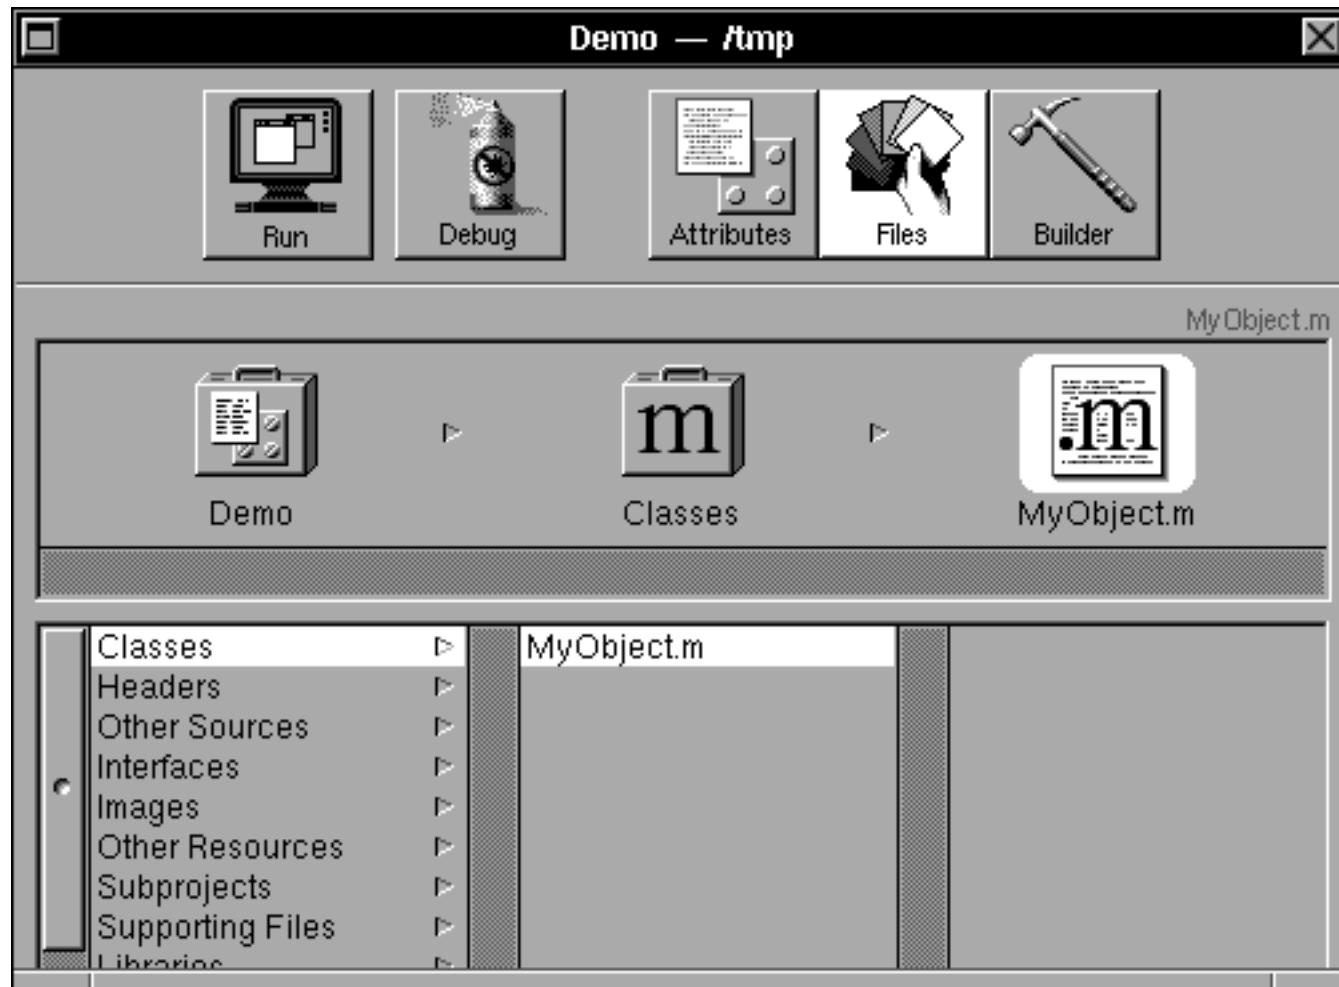 Demo — /tmp
Run Debug Attributes Files Builder
MyObject.m
m .m
Demo Classes MyObject.m
Classes MyObject.m
Headers
Other Sources
Interfaces
Images
Other Resources
Subprojects
Supporting Files
Libraries